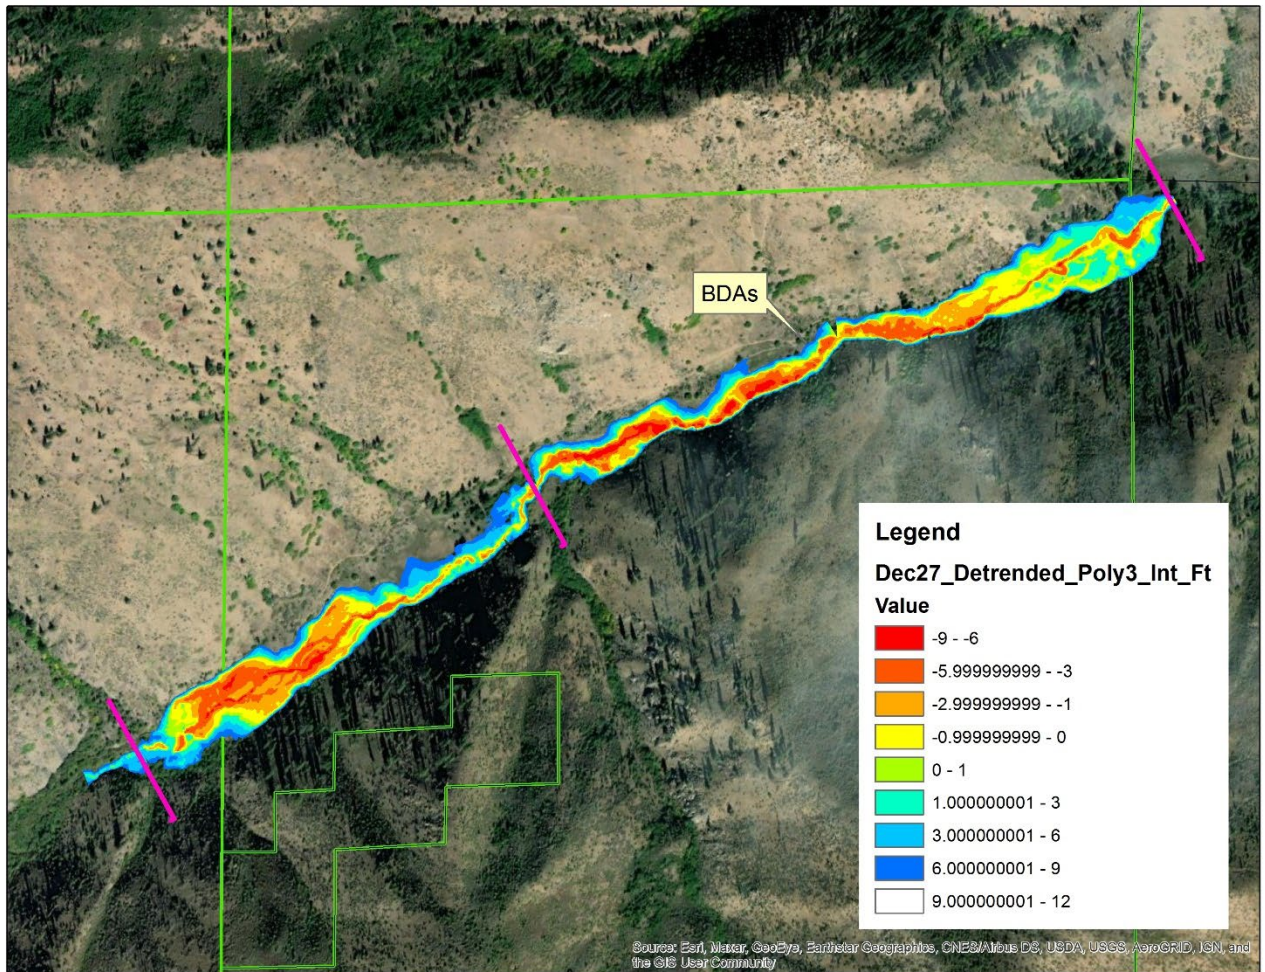 BDAs
Legend
Dec27_Detrended_Poly3_Int_Ft
Value
-9 - -6
-5.999999999 - -3
-2.999999999 - -1
-0.999999999 - 0
0 - 1
1.000000001 - 3
3.000000001 - 6
6.000000001 - 9
9.000000001 - 12
Source: Esri, Maxar, GeoEye, Earthstar Geographics, CNES/Airbus DS, USDA, USGS, AeroGRID, IGN, and
the GIS User Community